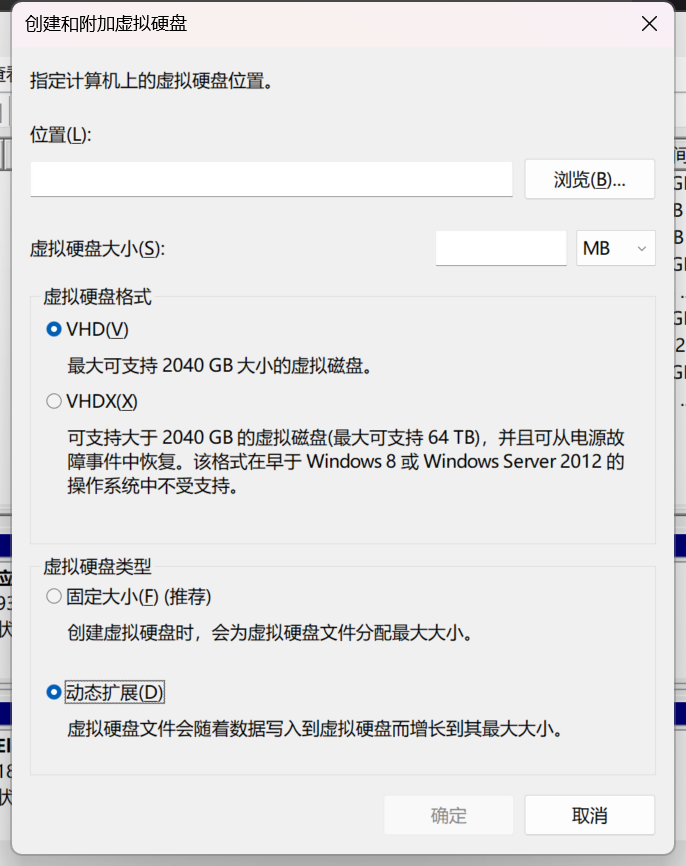 创建和附加虚拟硬盘
指定计算机上的虚拟硬盘位置。
位置(L):
浏览(B)...
虚拟硬盘大小(S):
MB
虚拟硬盘格式
VHD(V)
最大可支持 2040 GB 大小的虚拟磁盘。
VHDX(X)
可支持大于 2040 GB 的虚拟磁盘(最大可支持 64 TB)，并且可从电源故
障事件中恢复。该格式在早于 Windows 8 或 Windows Server 2012 的
操作系统中不受支持。
虚拟硬盘类型
固定大小(F) (推荐)
创建虚拟硬盘时，会为虚拟硬盘文件分配最大大小。
动态扩展(D)
虚拟硬盘文件会随着数据写入到虚拟硬盘而增长到其最大大小。
确定
取消